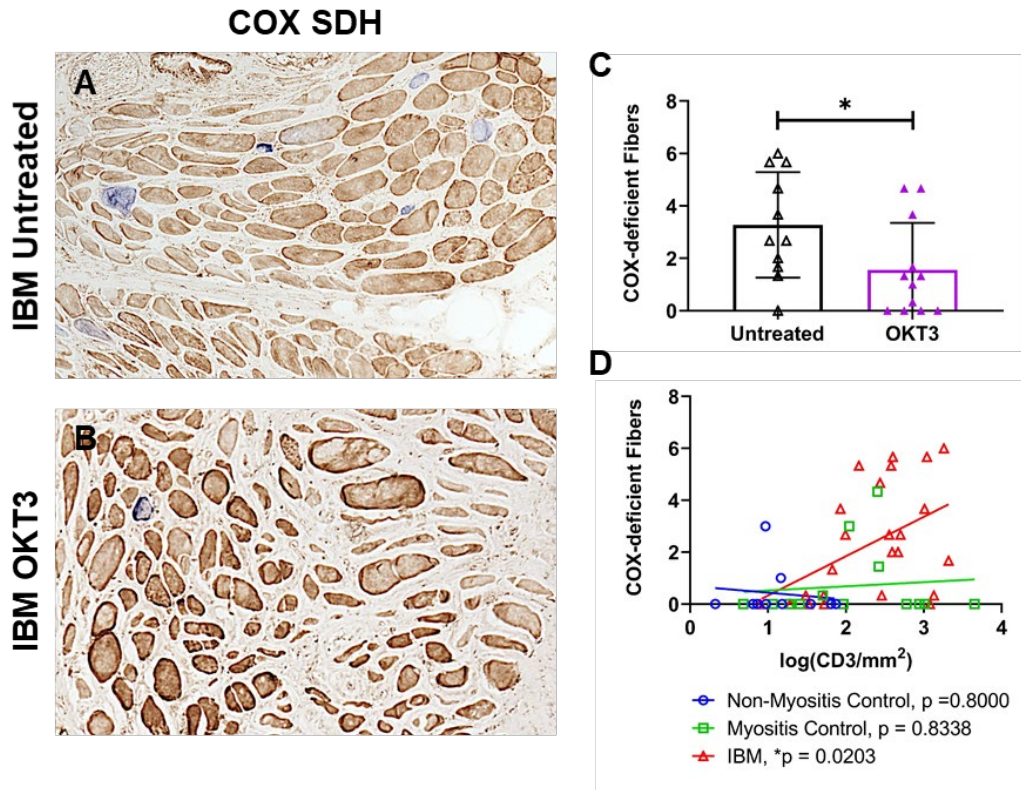 COX SDH
IBM Untreated
A
IBM OKT3
B
C
COX-deficient Fibers
8
6
4
2
0
*
Untreated
OKT3
D
COX-deficient Fibers
8
6
4
2
0
0
1
2
3
4
log(CD3/mm²)
Non-Myositis Control, p =0.8000
Myositis Control, p = 0.8338
IBM, *p = 0.0203